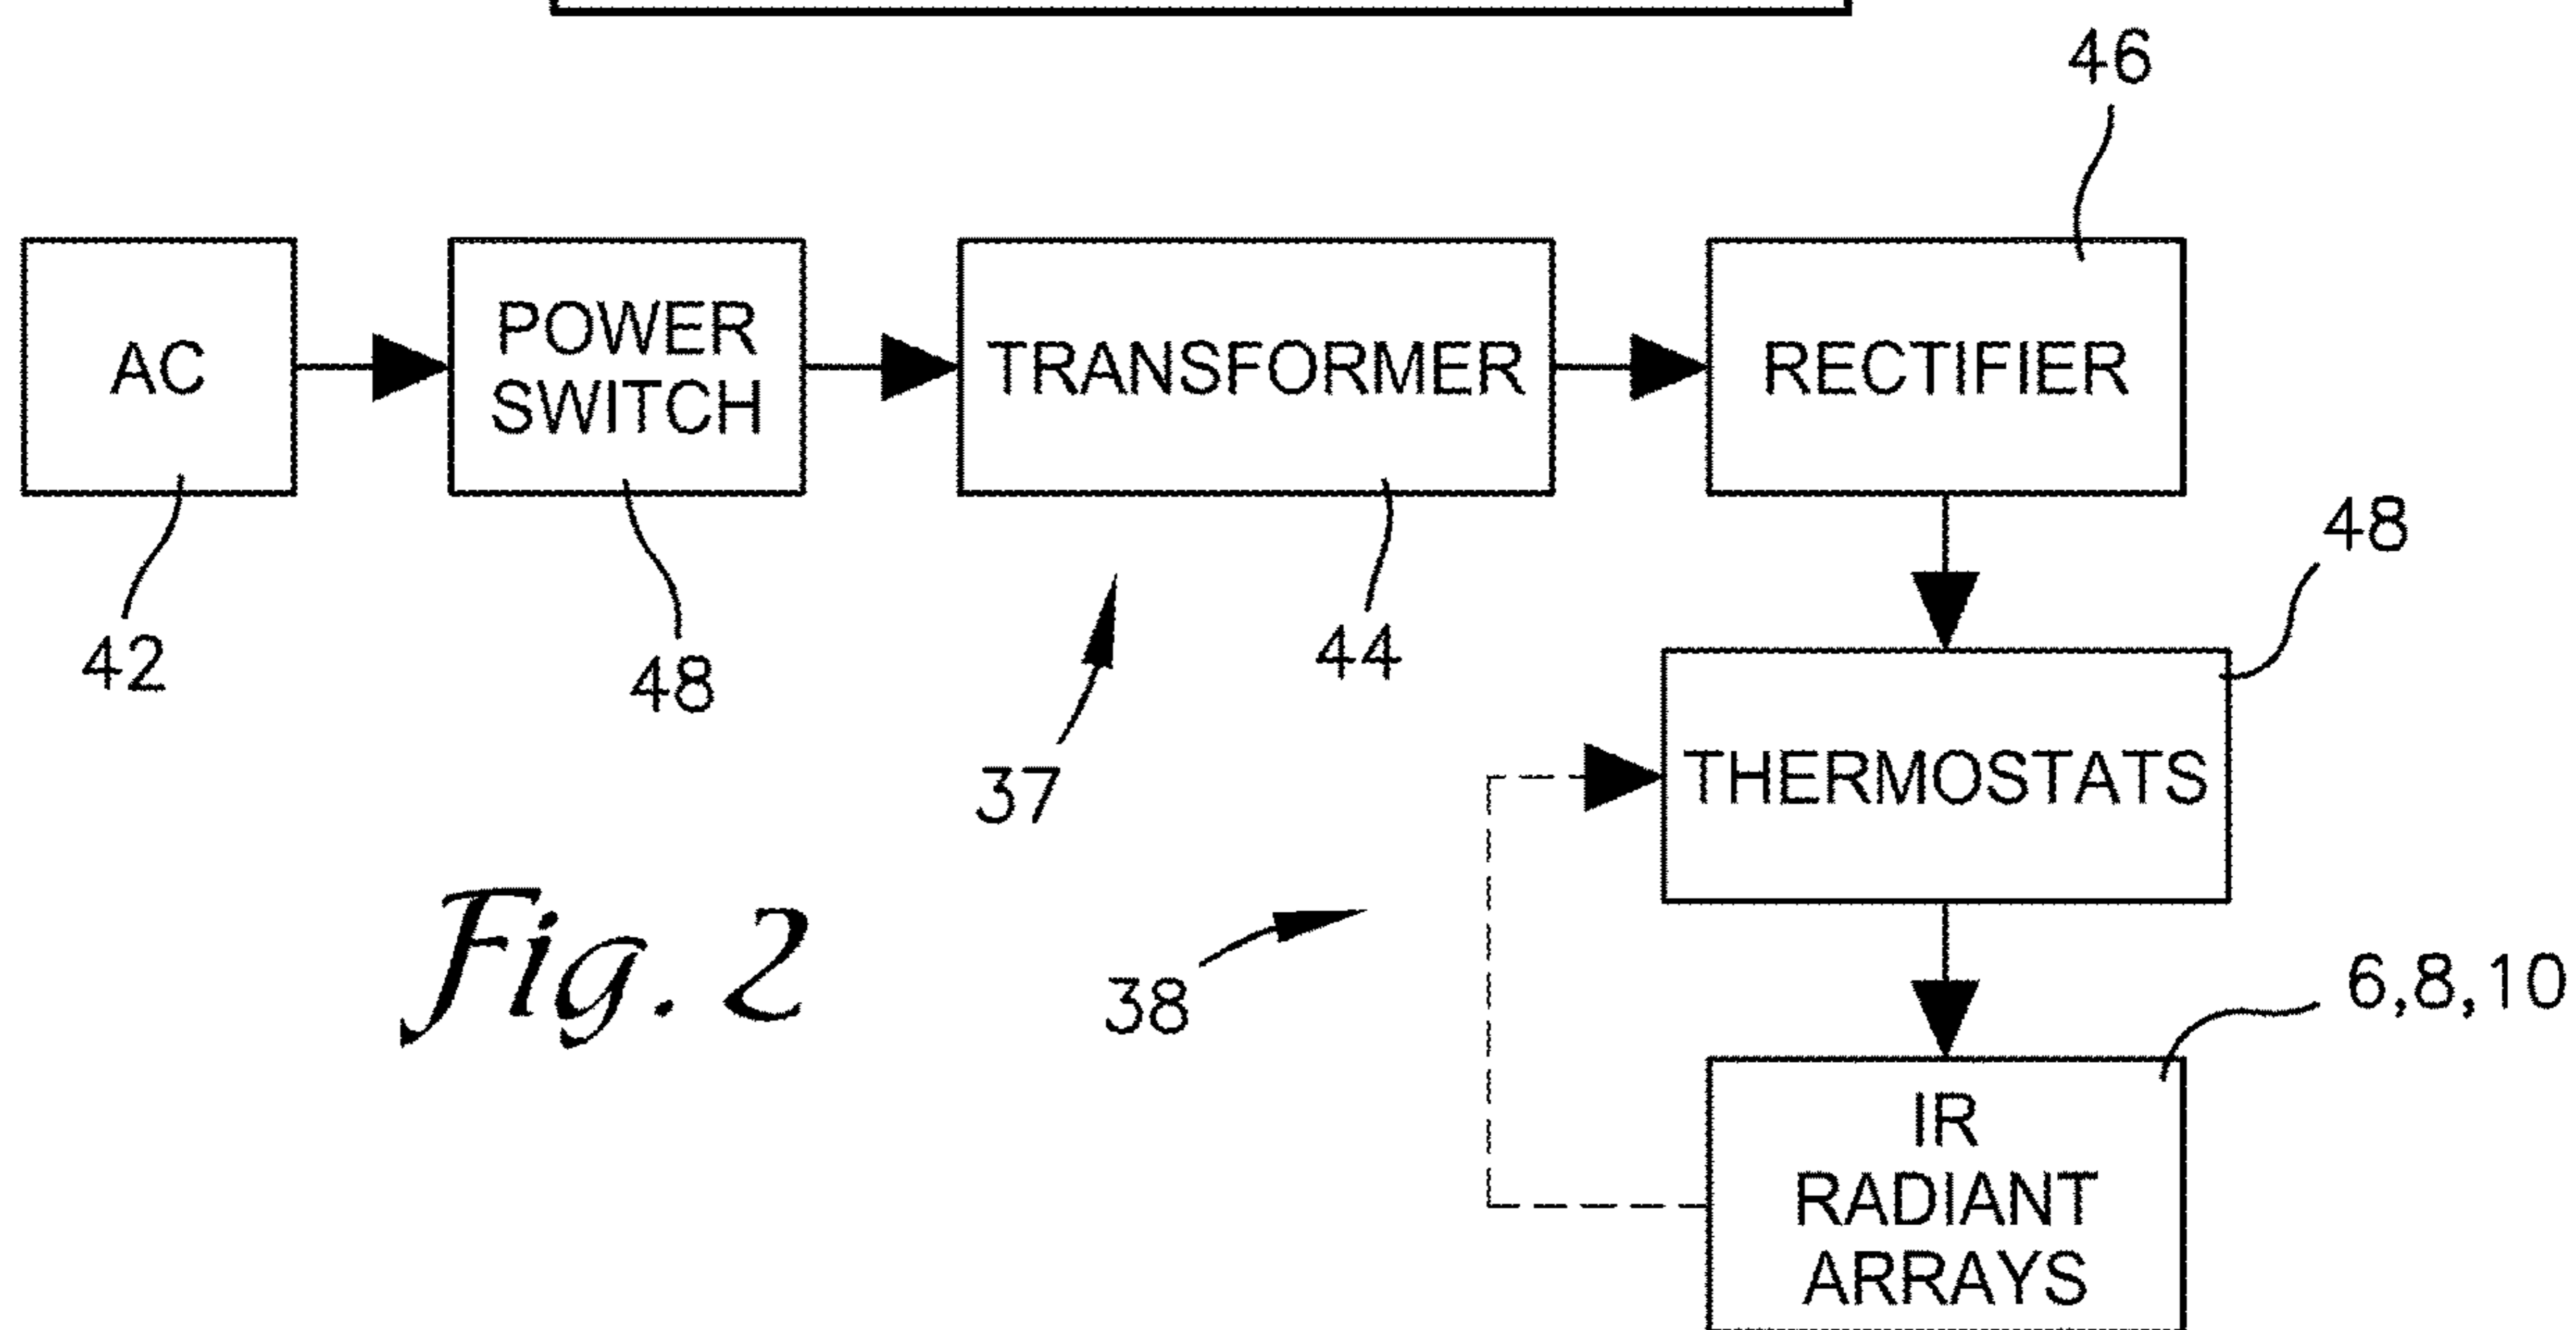 46
AC
POWER
SWITCH
TRANSFORMER
RECTIFIER
42
48
44
48
37
THERMOSTATS
Fig. 2
38
6,8,10
IR
RADIANT
ARRAYS